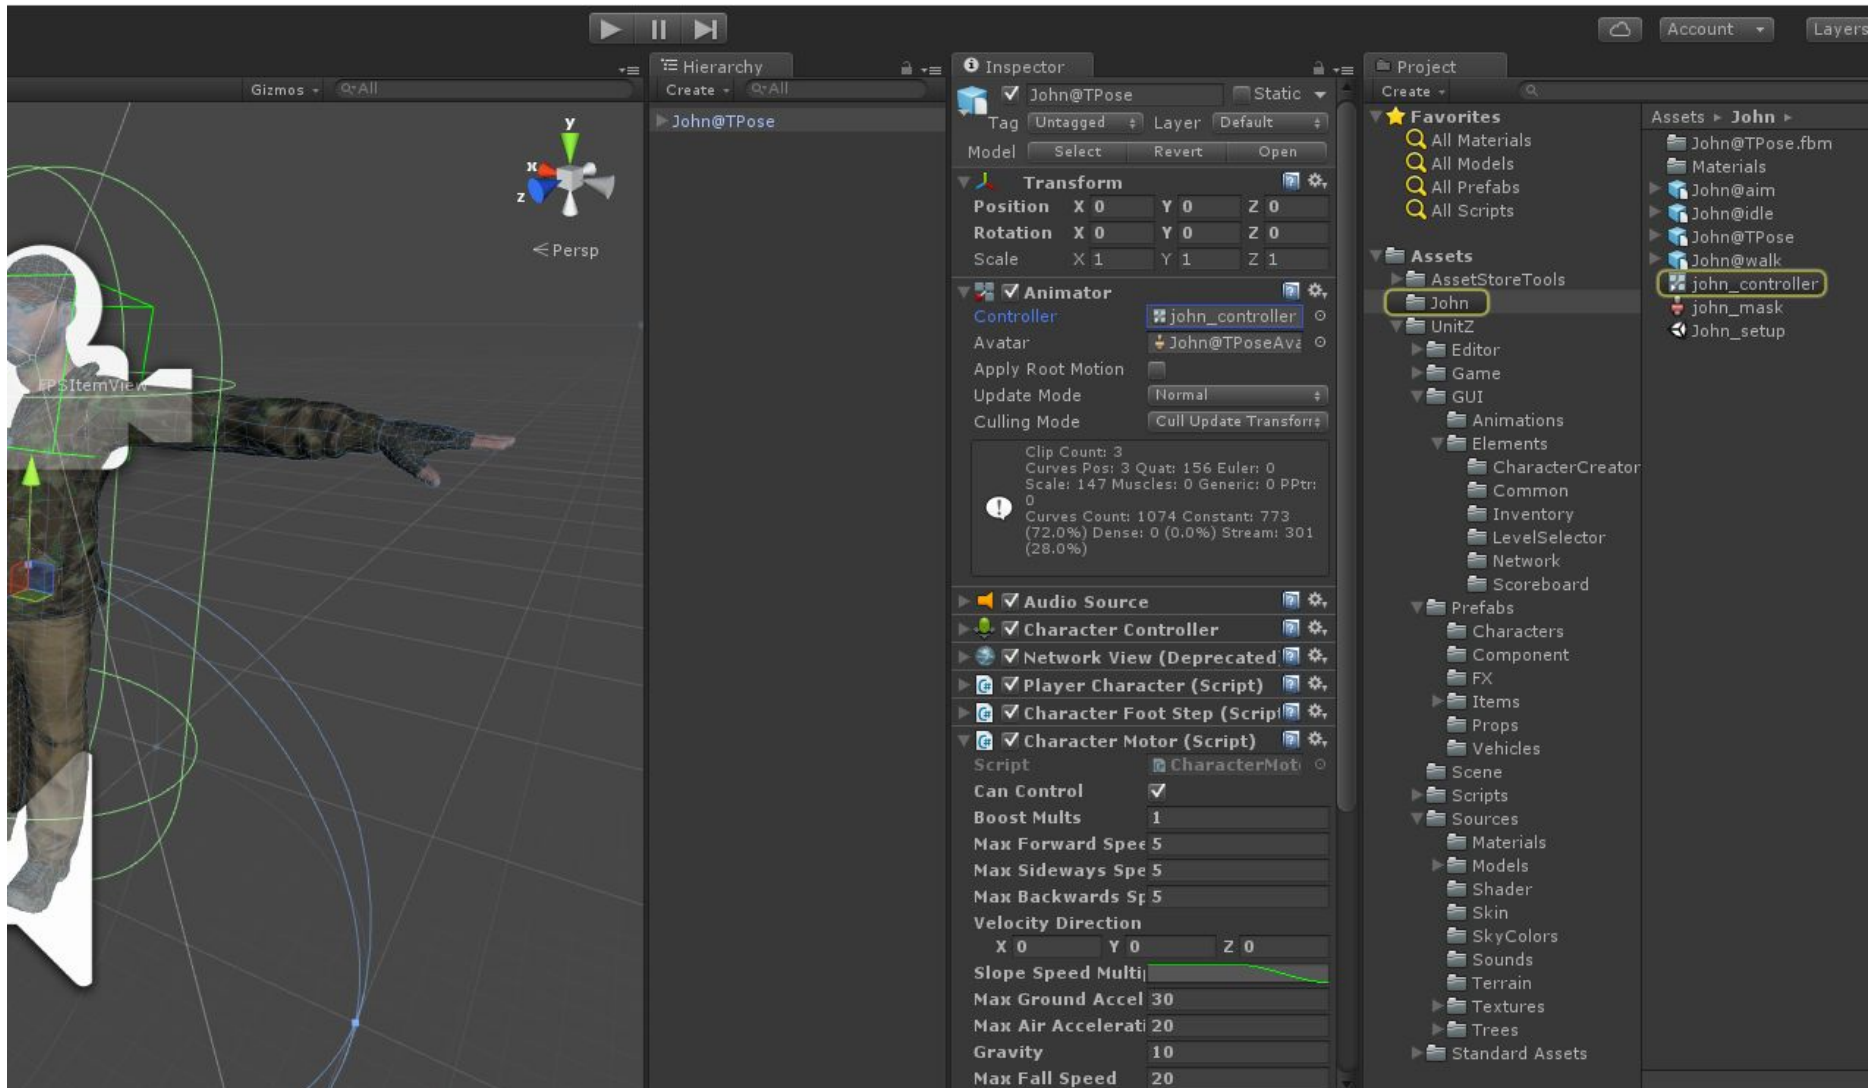 Account
Layers
Gizmos
All
y
x
z
Persp
FPSItemView
Hierarchy
Create
All
John@TPose
Inspector
John@TPose
Static
Tag Untagged Layer Default
Model Select Revert Open
Transform
Position X 0 Y 0 Z 0
Rotation X 0 Y 0 Z 0
Scale X 1 Y 1 Z 1
Animator
Controller john_controller
Avatar John@TPoseAva
Apply Root Motion
Update Mode Normal
Culling Mode Cull Update Transforr
Clip Count: 3
Curves Pos: 3 Quat: 156 Euler: 0
Scale: 147 Muscles: 0 Generic: 0 PPtr:
0
Curves Count: 1074 Constant: 773
(72.0%) Dense: 0 (0.0%) Stream: 301
(28.0%)
Audio Source
Character Controller
Network View (Deprecated)
Player Character (Script)
Character Foot Step (Script
Character Motor (Script)
Script CharacterMot
Can Control
Boost Mults 1
Max Forward Spee 5
Max Sideways Spe 5
Max Backwards Sp 5
Velocity Direction
X 0 Y 0 Z 0
Slope Speed Multip
Max Ground Accel 30
Max Air Accelerati 20
Gravity 10
Max Fall Speed 20
Project
Create
Favorites
All Materials
All Models
All Prefabs
All Scripts
Assets
AssetStoreTools
John
UnitZ
Editor
Game
GUI
Animations
Elements
CharacterCreator
Common
Inventory
LevelSelector
Network
Scoreboard
Prefabs
Characters
Component
FX
Items
Props
Vehicles
Scene
Scripts
Sources
Materials
Models
Shader
Skin
SkyColors
Sounds
Terrain
Textures
Trees
Standard Assets
Assets ▸ John ▸
John@TPose.fbm
Materials
John@aim
John@idle
John@TPose
John@walk
john_controller
john_mask
John_setup